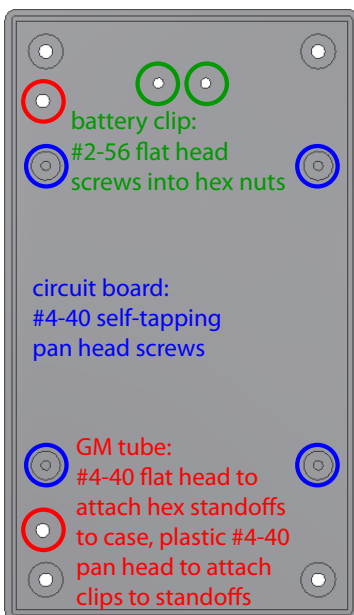 battery clip:
#2-56 flat head
screws into hex nuts
circuit board:
#4-40 self-tapping
pan head screws
GM tube:
#4-40 flat head to
attach hex standoffs
to case, plastic #4-40
pan head to attach
clips to standoffs